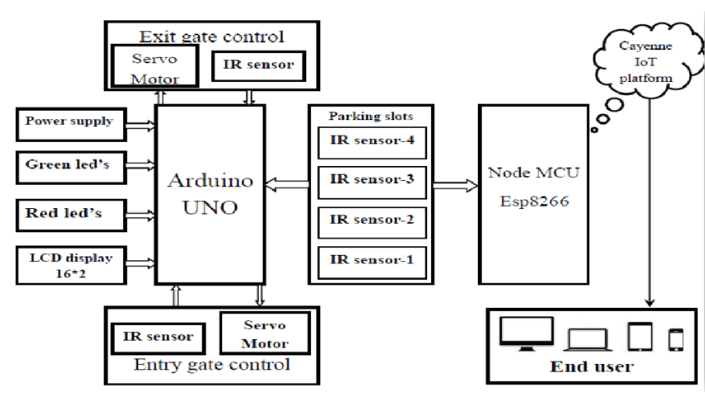 Exit gate control
Servo
Motor
IR sensor
Cayenne
IoT
platform
Power supply
Green led's
Red led's
LCD display
16*2
Arduino
UNO
Parking slots
IR sensor-4
IR sensor-3
IR sensor-2
IR sensor-1
Node MCU
Esp8266
IR sensor
Servo
Motor
Entry gate control
End user